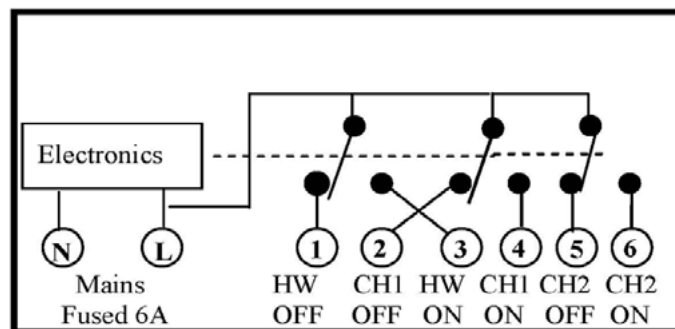 Electronics
N L 1 2 3 4 5 6
Mains HW CH1 HW CH1 CH2 CH2
Fused 6A OFF OFF ON ON OFF ON